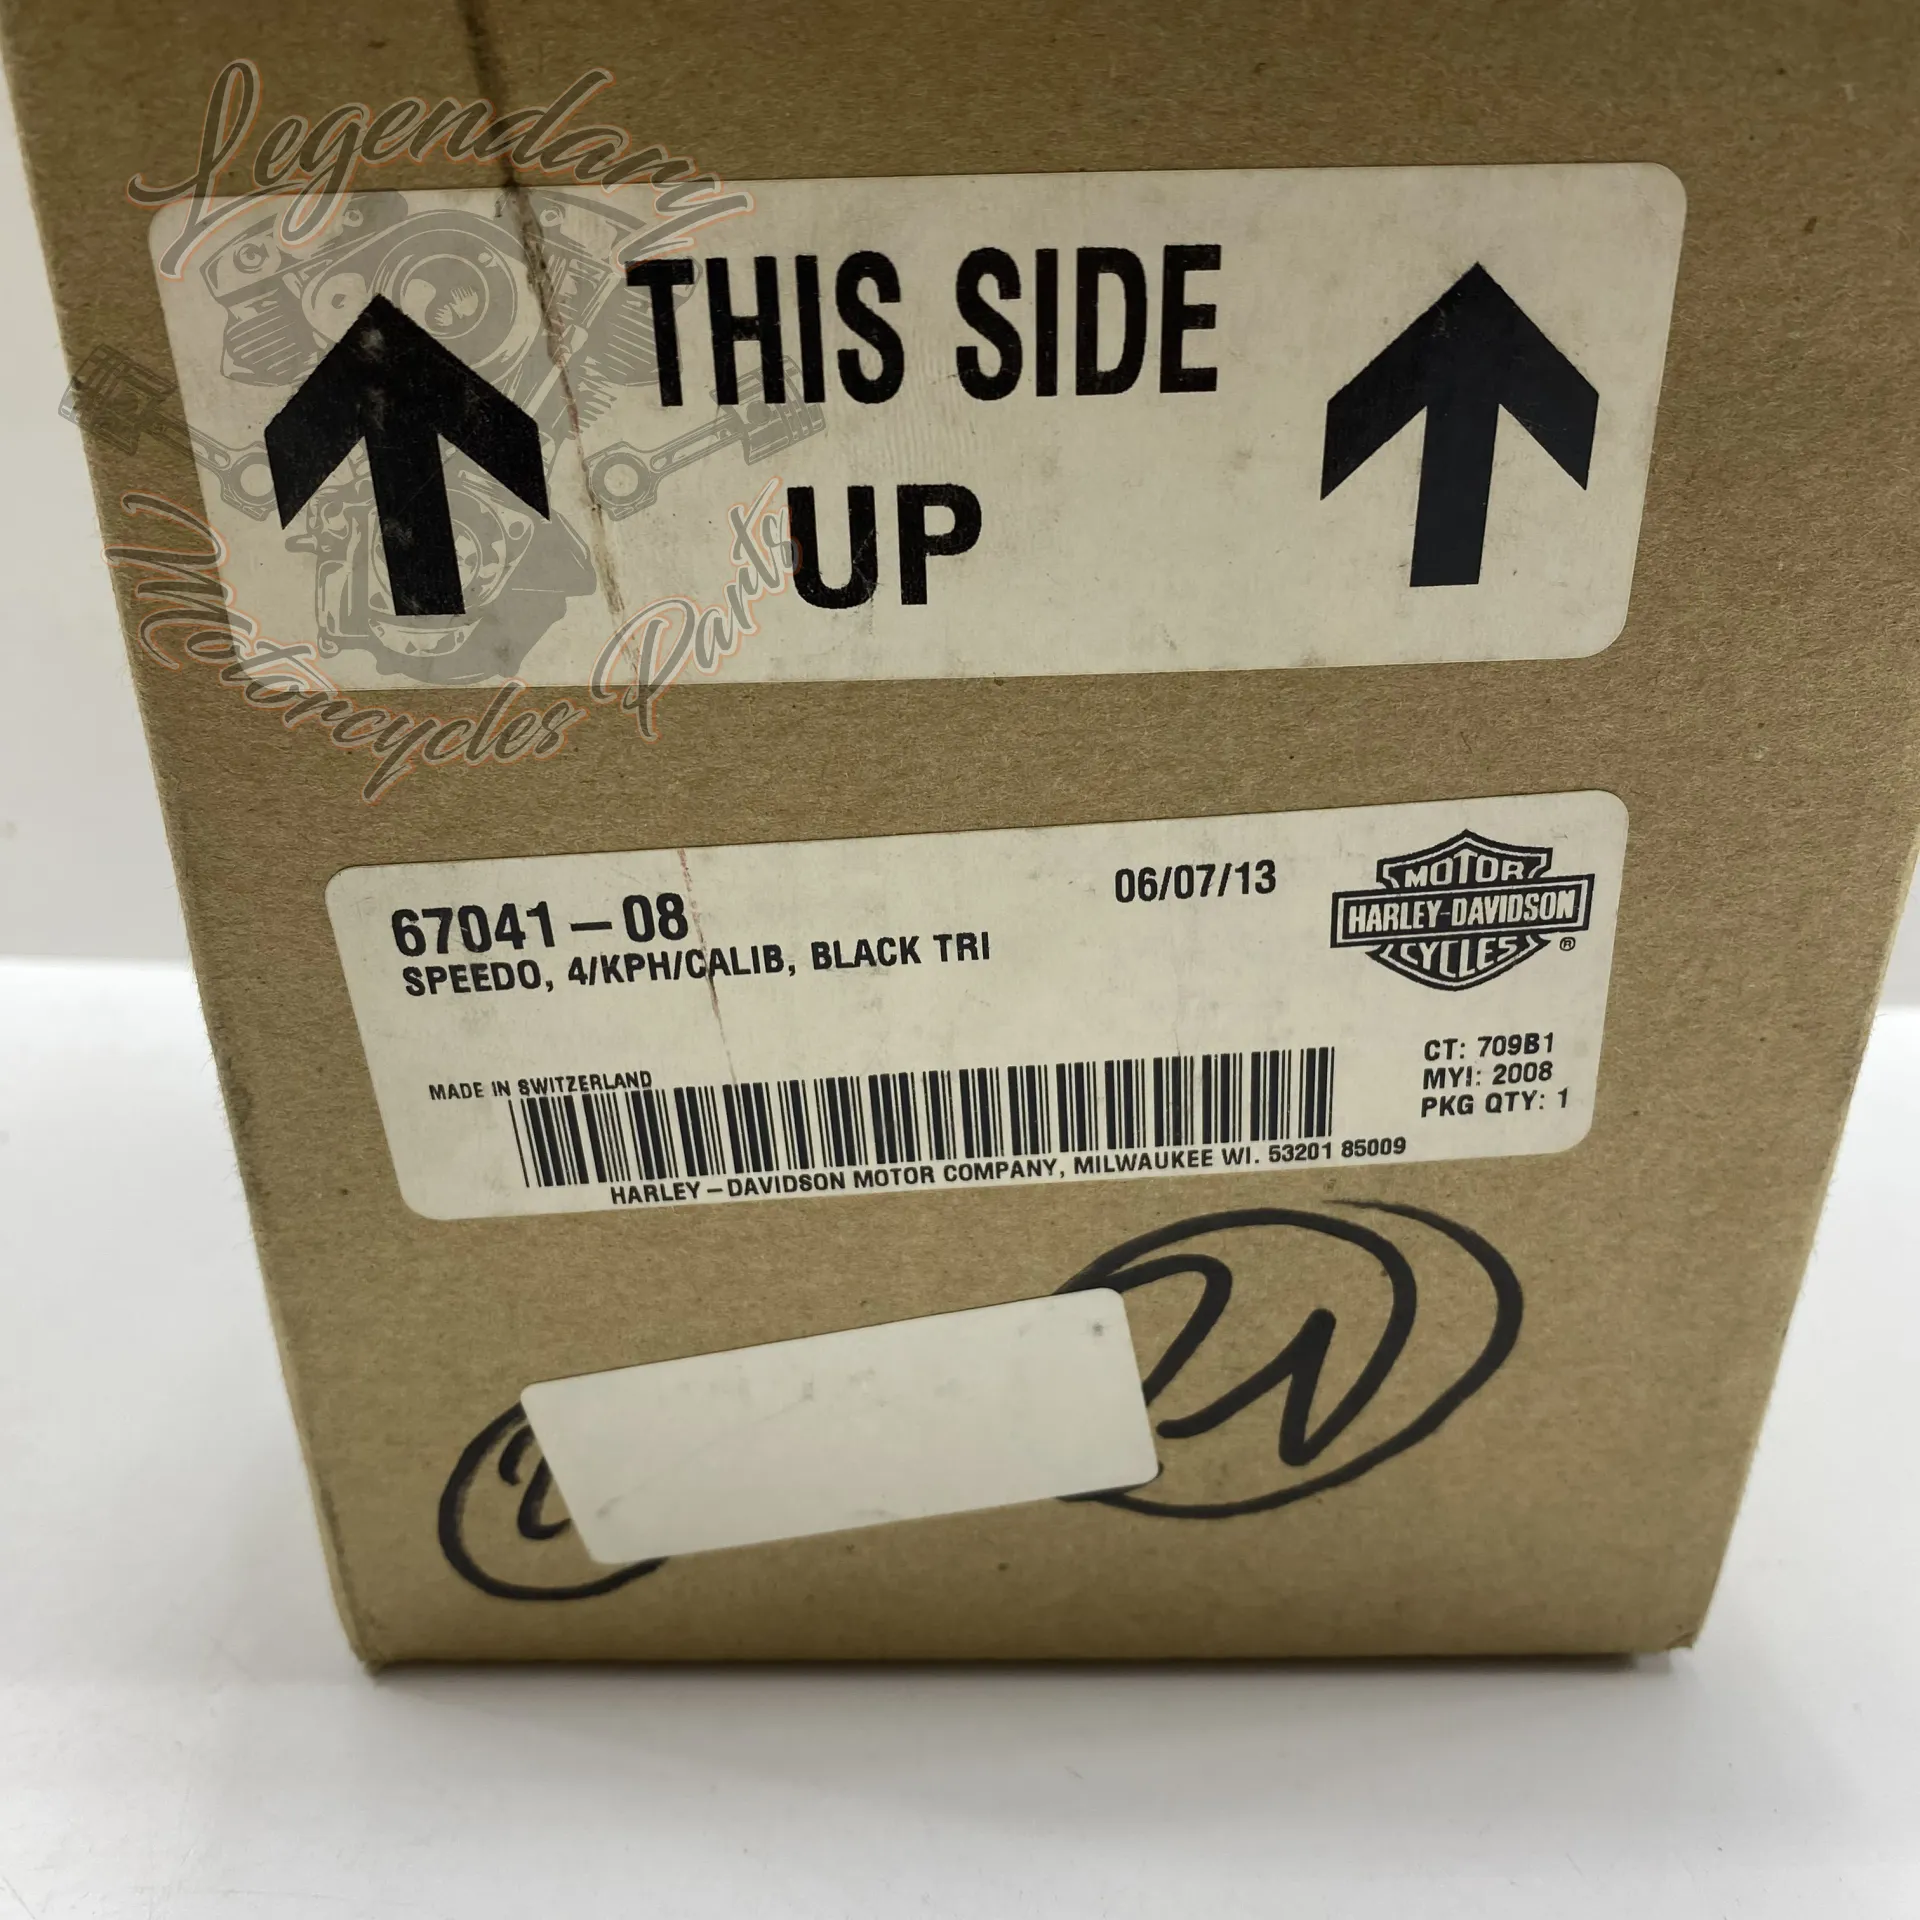 Legendary
Motorcycles Parts
THIS SIDE
UP
67041-08
06/07/13
SPEEDO, 4/KPH/CALIB, BLACK TRI
MOTOR
HARLEY-DAVIDSON
CYCLES
®
MADE IN SWITZERLAND
CT: 709B1
MYI: 2008
PKG QTY: 1
HARLEY-DAVIDSON MOTOR COMPANY, MILWAUKEE WI. 53201 85009